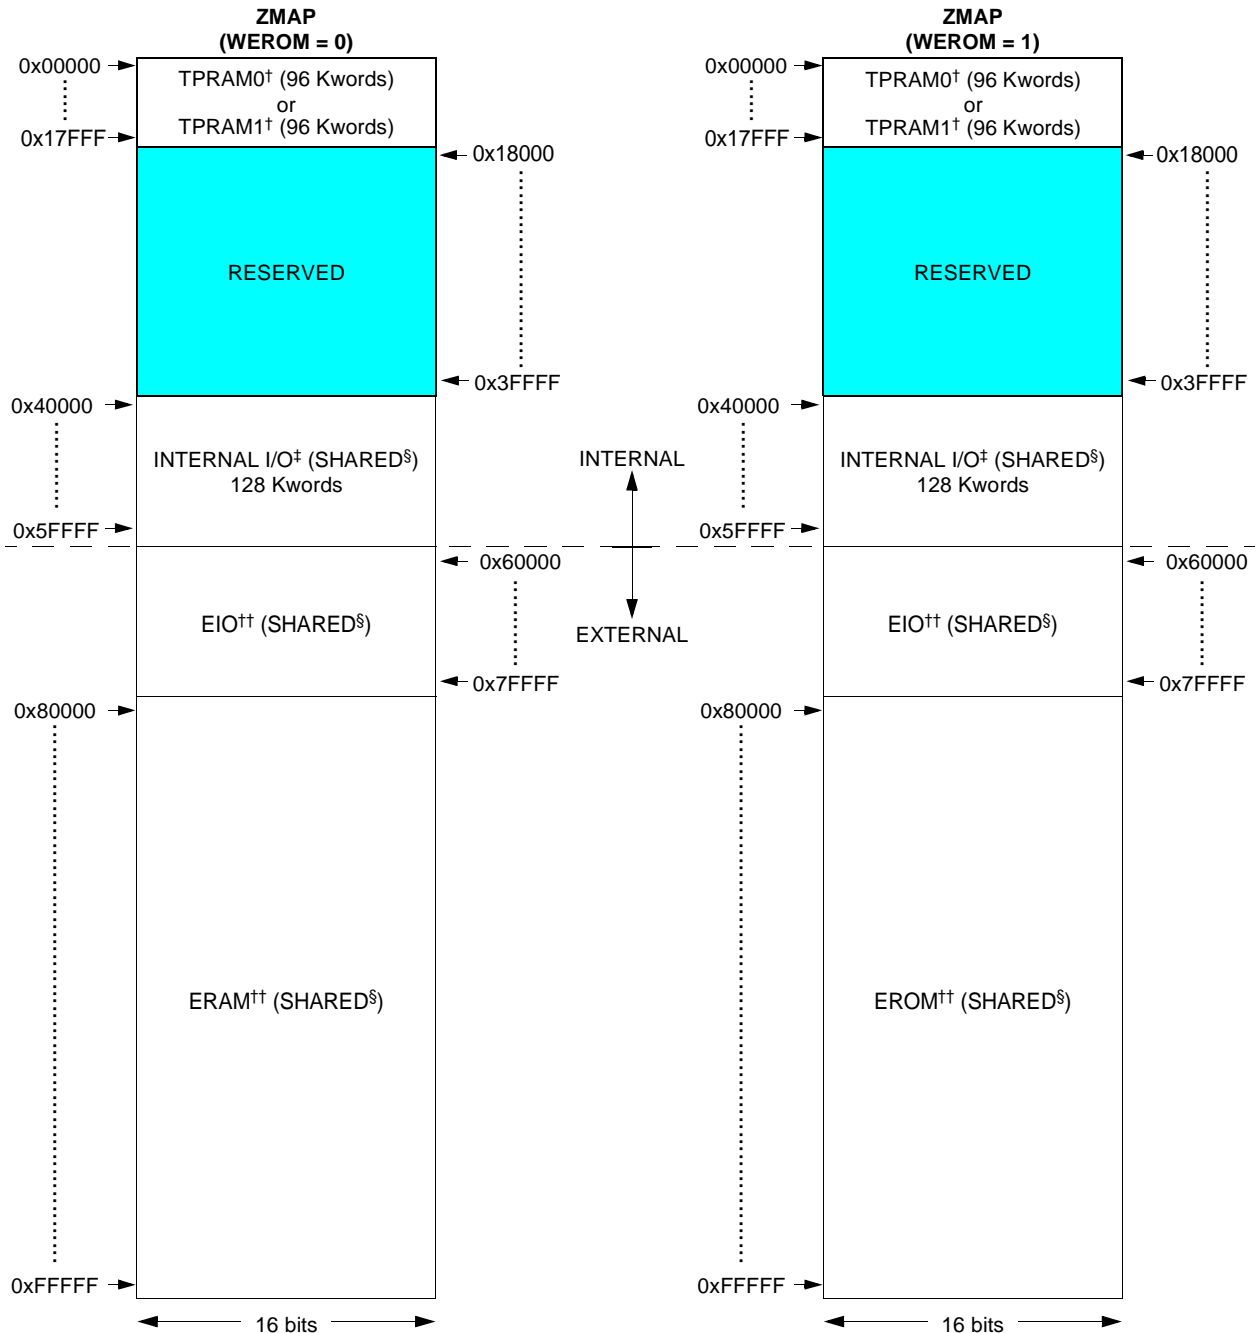 ZMAP
(WEROM = 0)
0x00000
0x17FFF
TPRAM0† (96 Kwords)
or
TPRAM1† (96 Kwords)
0x18000
RESERVED
0x3FFFF
0x40000
INTERNAL I/O‡ (SHARED§)
128 Kwords
0x5FFFF
0x60000
EIO†† (SHARED§)
0x7FFFF
0x80000
ERAM†† (SHARED§)
0xFFFFF
16 bits
INTERNAL
EXTERNAL
ZMAP
(WEROM = 1)
0x00000
0x17FFF
TPRAM0† (96 Kwords)
or
TPRAM1† (96 Kwords)
0x18000
RESERVED
0x3FFFF
0x40000
INTERNAL I/O‡ (SHARED§)
128 Kwords
0x5FFFF
0x60000
EIO†† (SHARED§)
0x7FFFF
0x80000
EROM†† (SHARED§)
0xFFFFF
16 bits